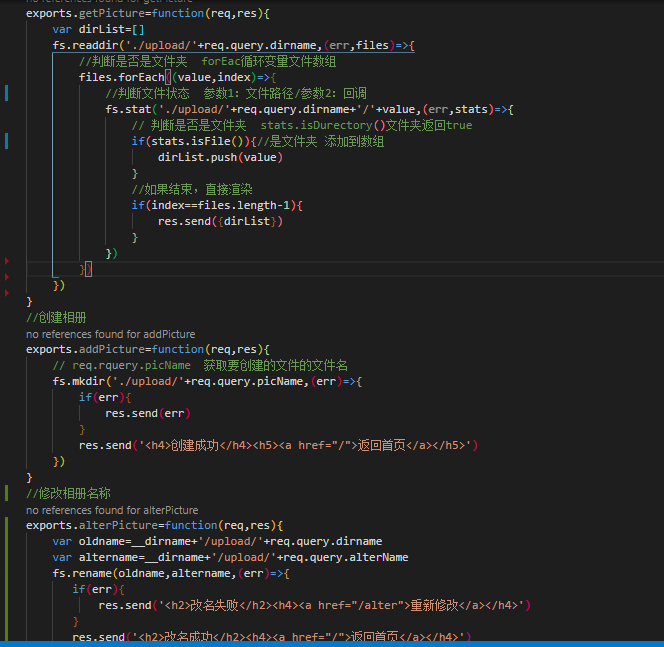 no references found for getPicture
exports.getPicture=function(req,res){
var dirList=[]
fs.readdir('./upload/'+req.query.dirname,(err,files)=>{
//判断是否是文件夹  forEac循环变量文件数组
files.forEach((value,index)=>{
//判断文件状态  参数1: 文件路径/参数2: 回调
fs.stat('./upload/'+req.query.dirname+'/'+value,(err,stats)=>{
// 判断是否是文件夹  stats.isDurectory()文件夹返回true
if(stats.isFile()){//是文件夹 添加到数组
dirList.push(value)
}
//如果结束，直接渲染
if(index==files.length-1){
res.send({dirList})
}
})
})
})
}
//创建相册
no references found for addPicture
exports.addPicture=function(req,res){
// req.rquery.picName  获取要创建的文件的文件名
fs.mkdir('./upload/'+req.query.picName,(err)=>{
if(err){
res.send(err)
}
res.send('<h4>创建成功</h4><h5><a href="/">返回首页</a></h5>')
})
}
//修改相册名称
no references found for alterPicture
exports.alterPicture=function(req,res){
var oldname=__dirname+'/upload/'+req.query.dirname
var altername=__dirname+'/upload/'+req.query.alterName
fs.rename(oldname,altername,(err)=>{
if(err){
res.send('<h2>改名失败</h2><h4><a href="/alter">重新修改</a></h4>')
}
res.send('<h2>改名成功</h2><h4><a href="/">返回首页</a></h4>')